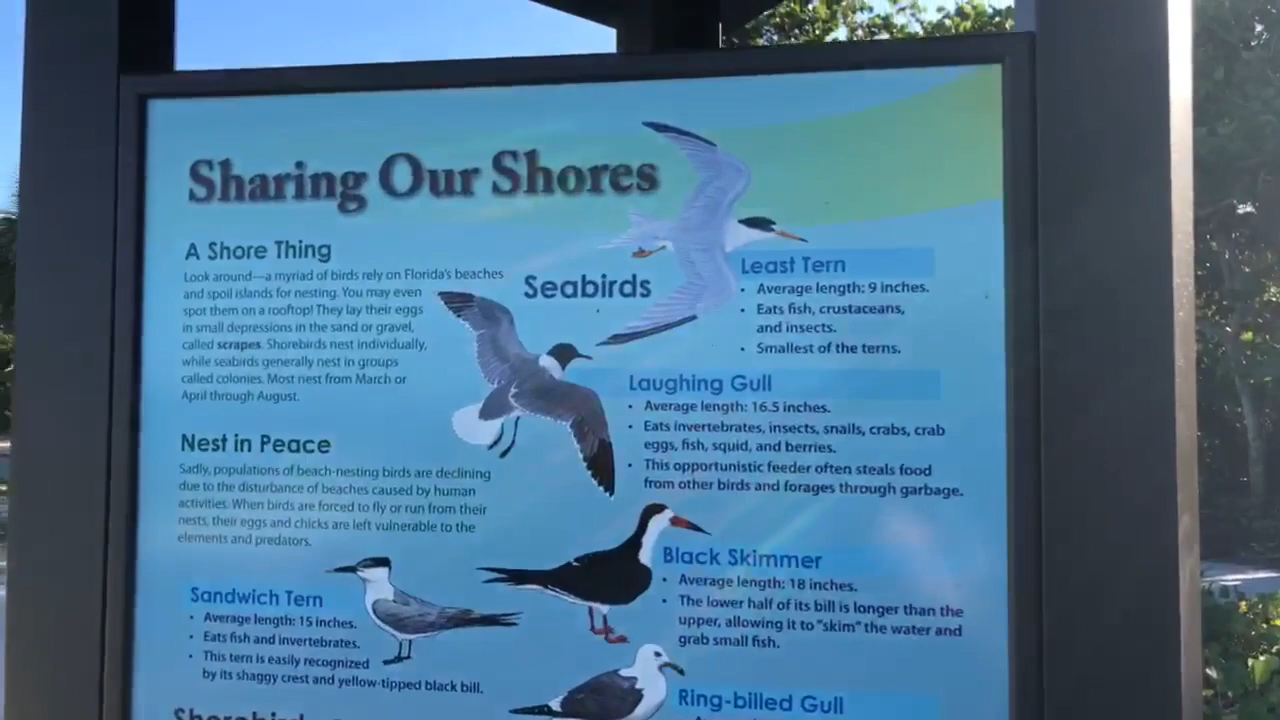 Sharing Our Shores
A Shore Thing
Look around—a myriad of birds rely on Florida's beaches
and spoil islands for nesting. You may even
spot them on a rooftop! They lay their eggs
in small depressions in the sand or gravel,
called scrapes. Shorebirds nest individually,
while seabirds generally nest in groups
called colonies. Most nest from March or
April through August.
Nest in Peace
Sadly, populations of beach-nesting birds are declining
due to the disturbance of beaches caused by human
activities. When birds are forced to fly or run from their
nests, their eggs and chicks are left vulnerable to the
elements and predators.
Seabirds
Least Tern
• Average length: 9 inches.
• Eats fish, crustaceans,
and insects.
• Smallest of the terns.
Laughing Gull
• Average length: 16.5 inches.
• Eats invertebrates, insects, snails, crabs, crab
eggs, fish, squid, and berries.
• This opportunistic feeder often steals food
from other birds and forages through garbage.
Black Skimmer
• Average length: 18 inches.
• The lower half of its bill is longer than the
upper, allowing it to "skim" the water and
grab small fish.
Sandwich Tern
• Average length: 15 inches.
• Eats fish and invertebrates.
• This tern is easily recognized
by its shaggy crest and yellow-tipped black bill.
Ring-billed Gull